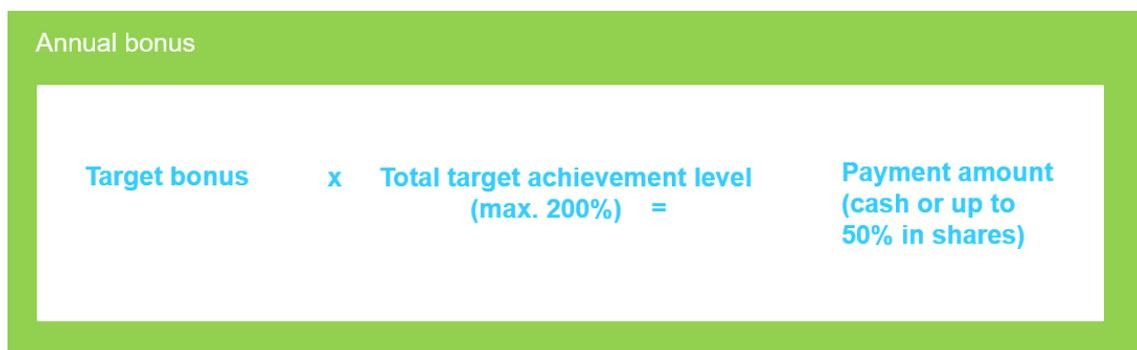 Annual bonus
Target bonus x Total target achievement level
(max. 200%) =
Payment amount
(cash or up to
50% in shares)